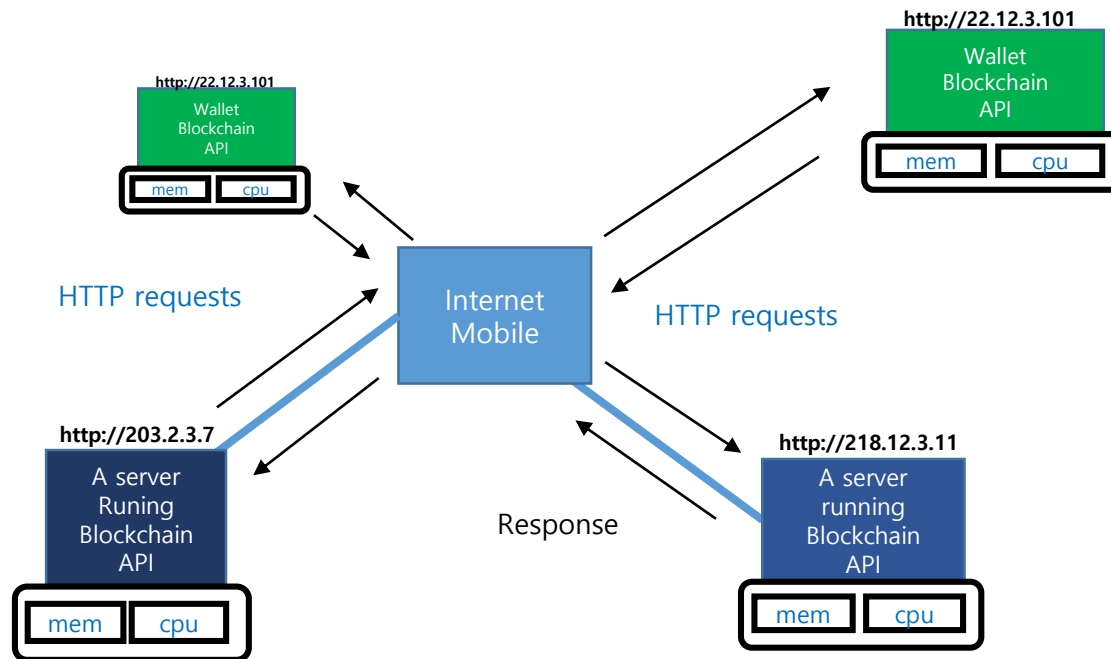 http://22.12.3.101
Wallet
Blockchain
API
mem
cpu
http://22.12.3.101
Wallet
Blockchain
API
mem
cpu
HTTP requests
Internet
Mobile
HTTP requests
http://203.2.3.7
A server
Runing
Blockchain
API
mem
cpu
Response
http://218.12.3.11
A server
running
Blockchain
API
mem
cpu